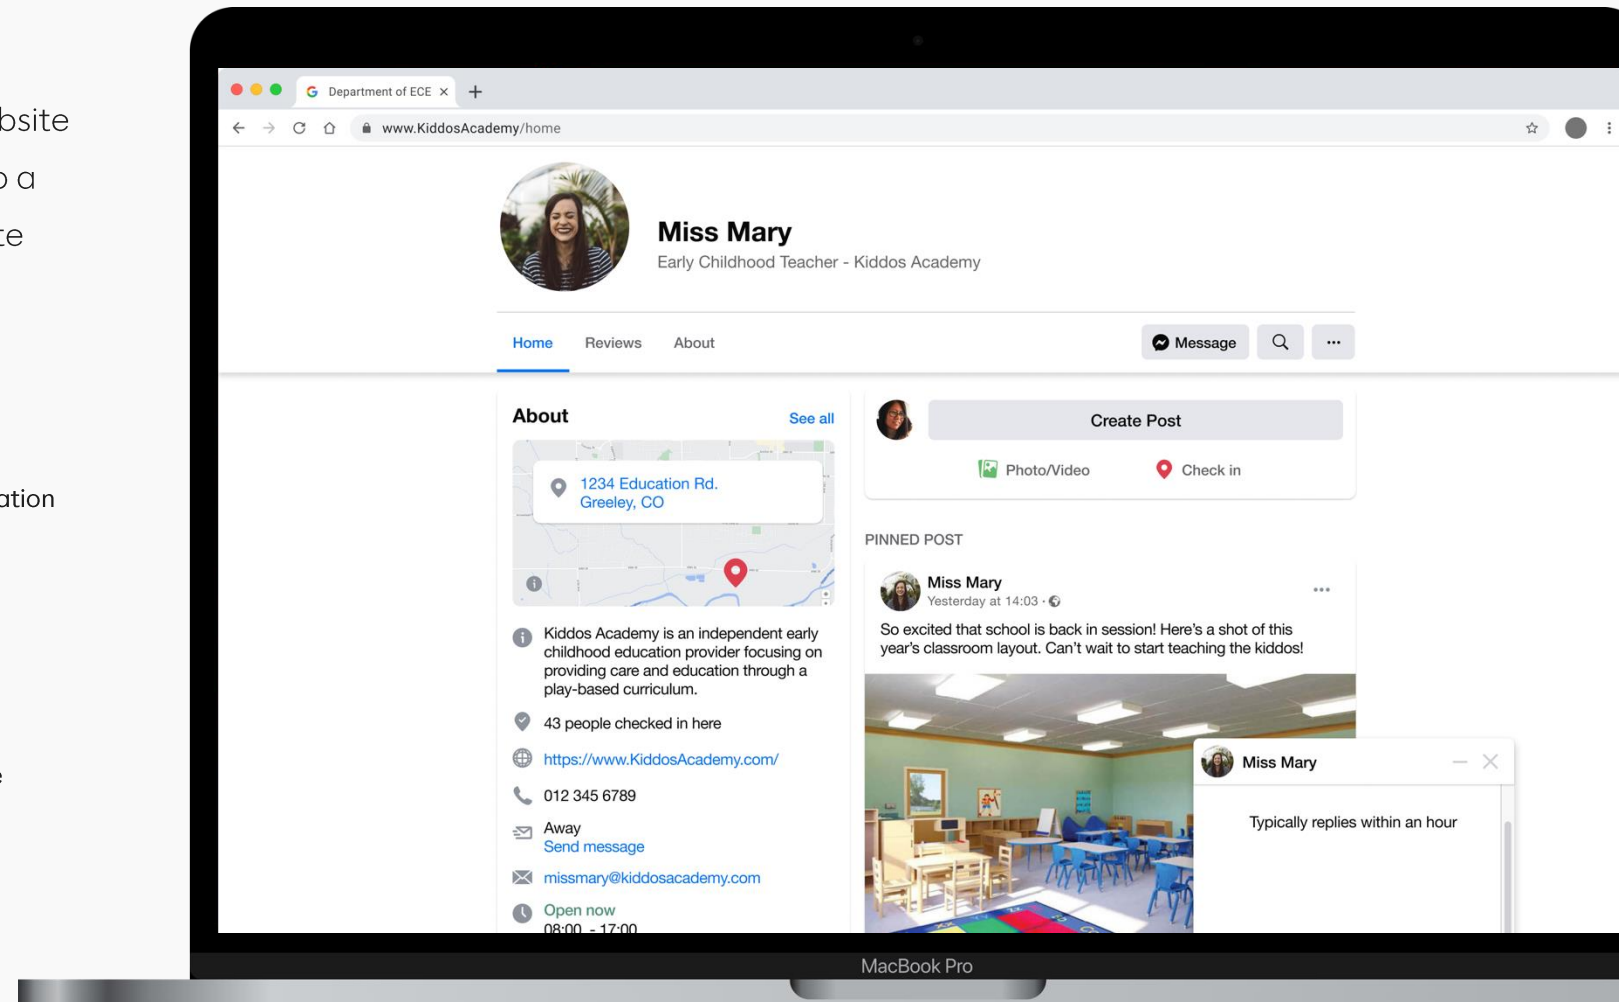 bsite
o a
te
ation
e
Department of ECE
www.KiddosAcademy/home
Miss Mary
Early Childhood Teacher - Kiddos Academy
Home Reviews About
Message
About
See all
1234 Education Rd.
Greeley, CO
Kiddos Academy is an independent early
childhood education provider focusing on
providing care and education through a
play-based curriculum.
43 people checked in here
https://www.KiddosAcademy.com/
012 345 6789
Away
Send message
missmary@kiddosacademy.com
Open now
08:00 - 17:00
Create Post
Photo/Video Check in
PINNED POST
Miss Mary
Yesterday at 14:03 ·
So excited that school is back in session! Here's a shot of this
year's classroom layout. Can't wait to start teaching the kiddos!
Miss Mary
Typically replies within an hour
MacBook Pro